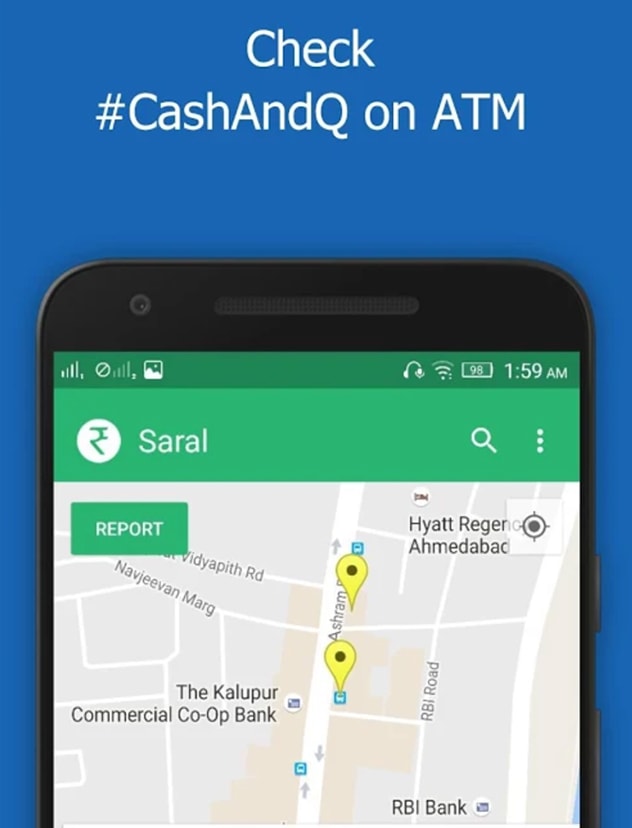 Check
#CashAndQ on ATM
98
1:59 AM
₹
Saral
REPORT
Hyatt
Ahmedabad
Vidyapith Rd
Navjeevan Marg
Ashram
The Kalupur
Commercial Co-Op Bank
RBI Road
RBI Bank